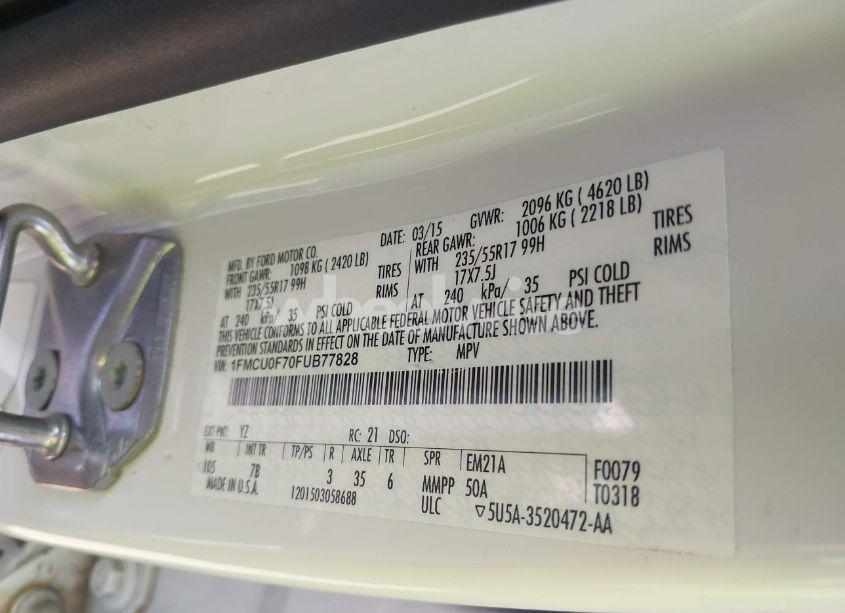 MFD. BY FORD MOTOR CO. DATE: 03/15 GVWR: 2096 KG ( 4620 LB)
FRONT GAWR: 1098 KG ( 2420 LB) REAR GAWR: 1006 KG ( 2218 LB)
WITH 235/55R17 99H TIRES WITH 235/55R17 99H TIRES
17X7.5J RIMS 17X7.5J RIMS
AT 240 kPa/ 35 PSI COLD AT 240 kPa/ 35 PSI COLD
THIS VEHICLE CONFORMS TO ALL APPLICABLE FEDERAL MOTOR VEHICLE SAFETY AND THEFT
PREVENTION STANDARDS IN EFFECT ON THE DATE OF MANUFACTURE SHOWN ABOVE.
VIN: 1FMCU0F70FUB77828 TYPE: MPV
EXT PNT: YZ RC: 21 DSO:
WB INT TR TP/PS R AXLE TR SPR EM21A F0079
105 7B 3 35 6 MMPP 50A T0318
MADE IN U.S.A. 1201503058688 ULC ▽5U5A-3520472-AA